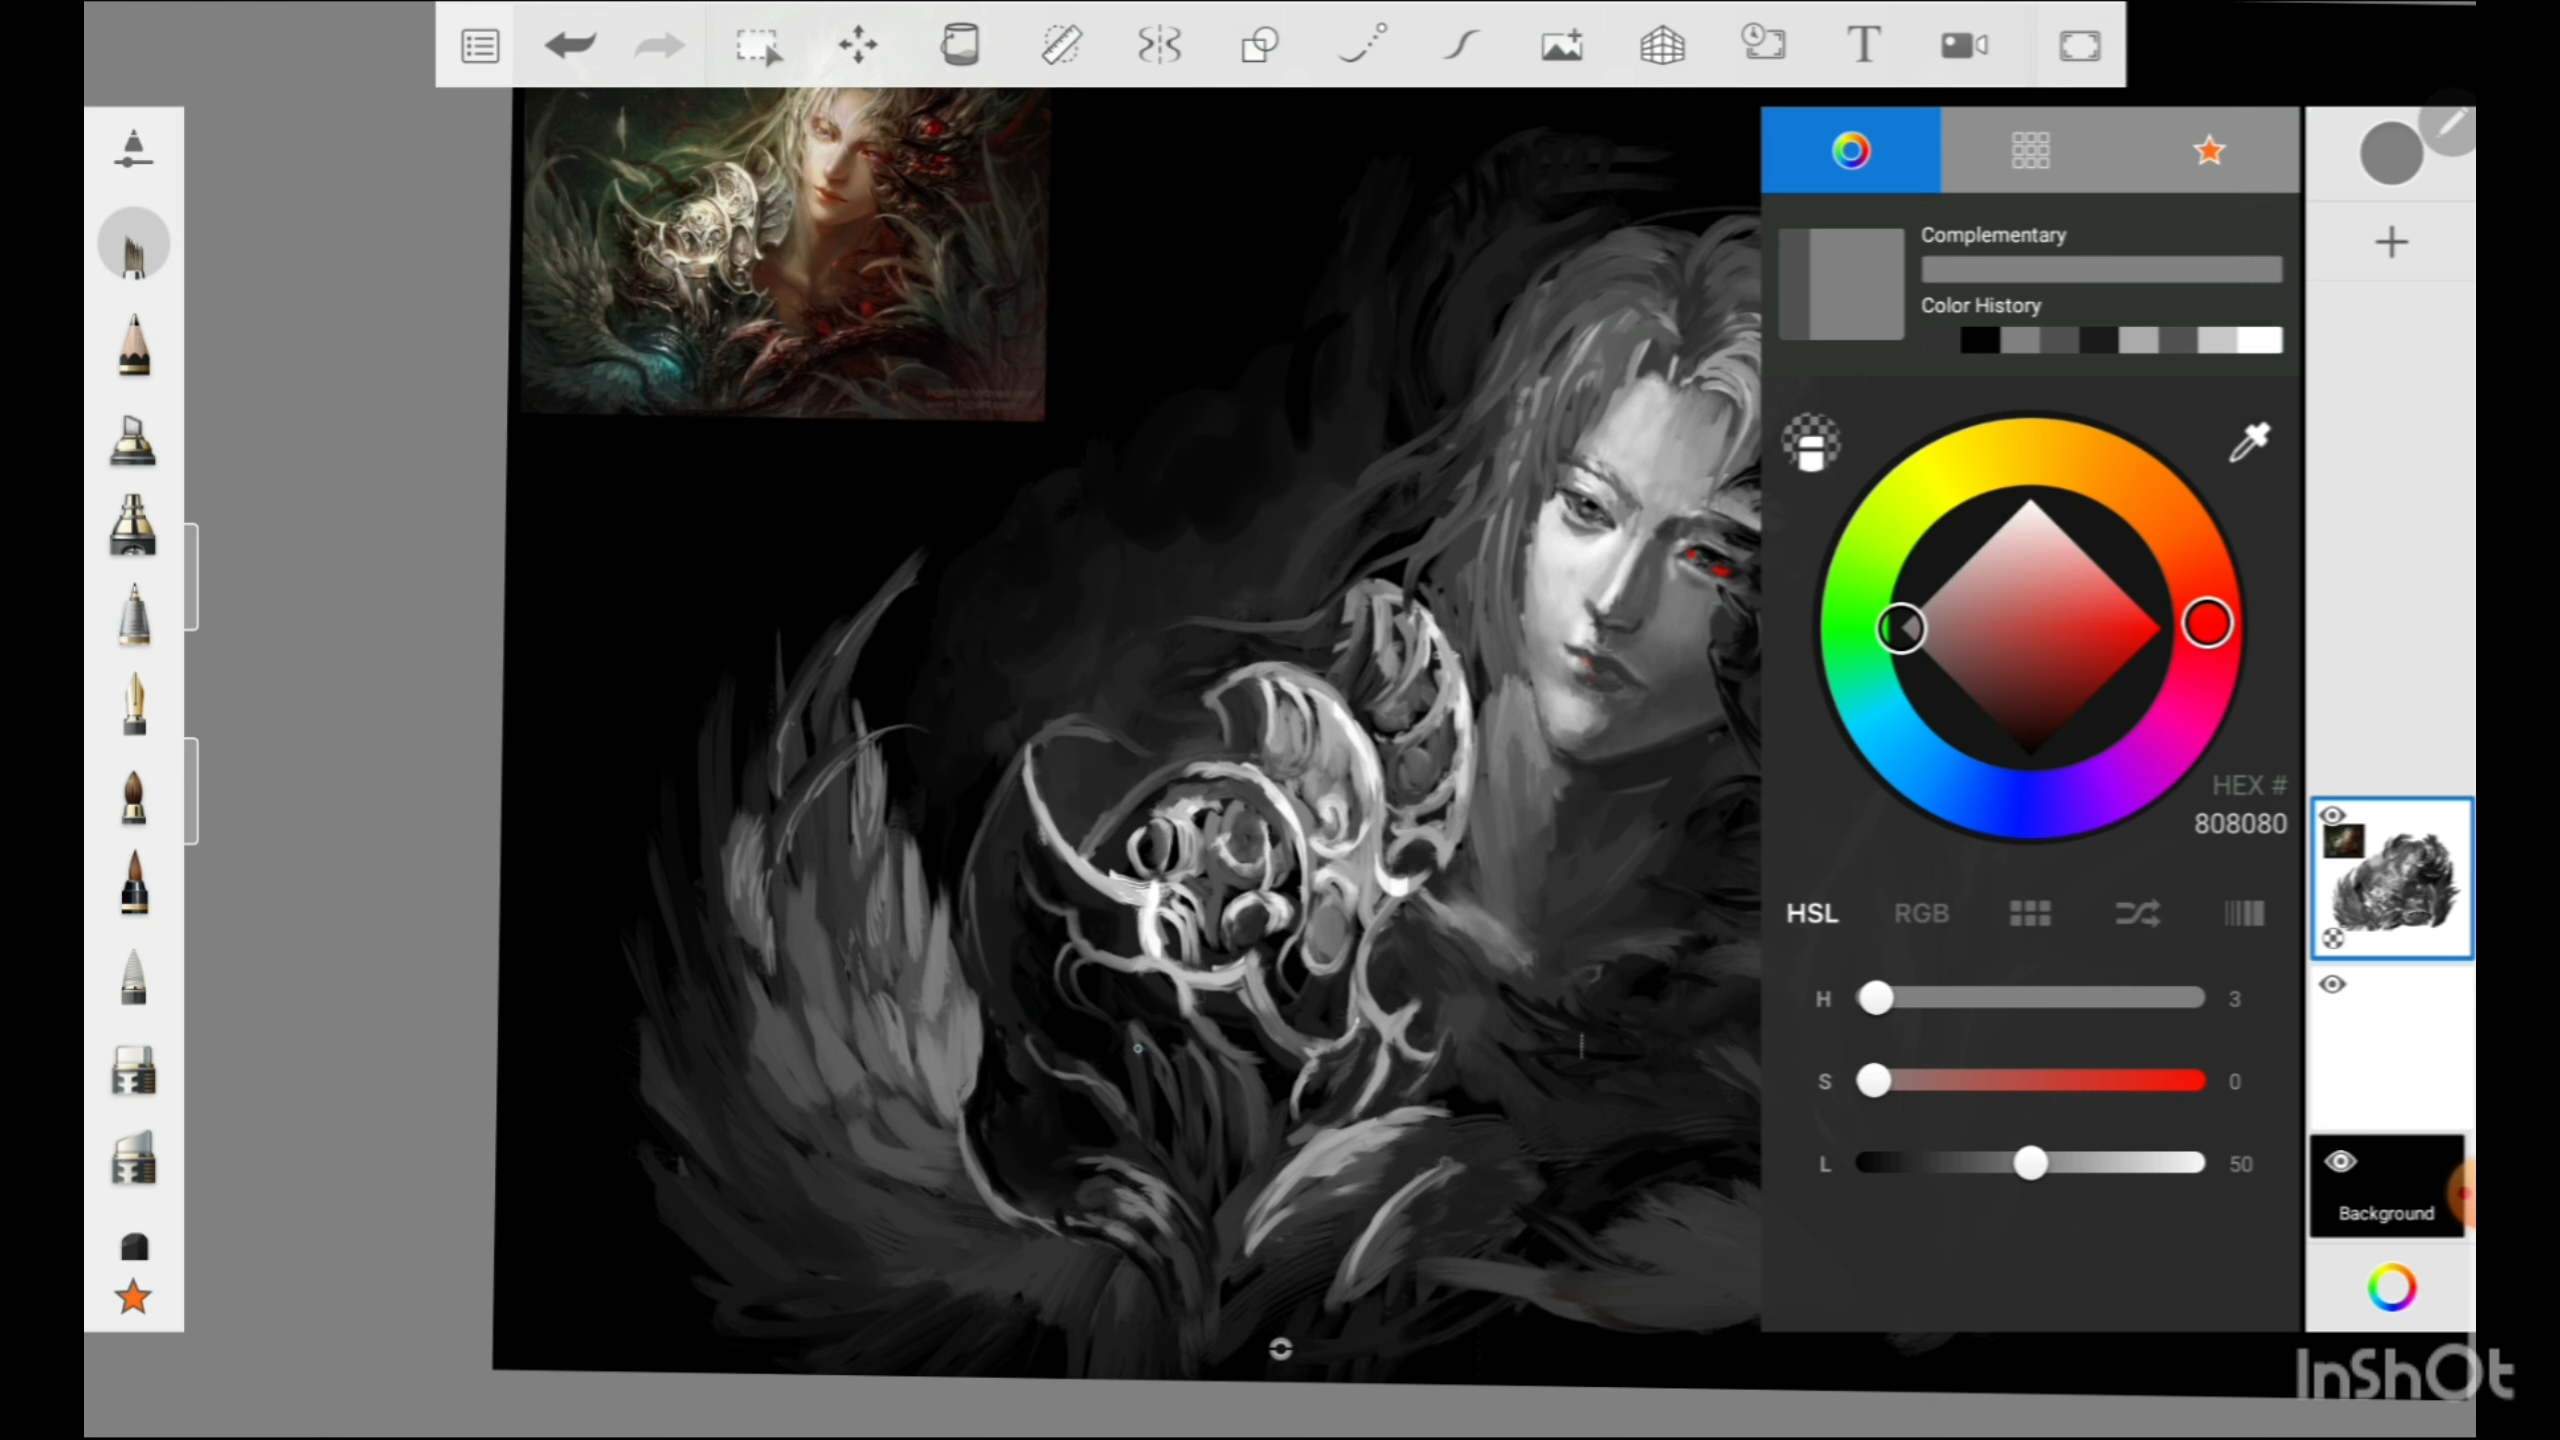 T
Complementary
Color History
HEX #
808080
HSL RGB
H 3
S 0
L 50
Background
InShOt